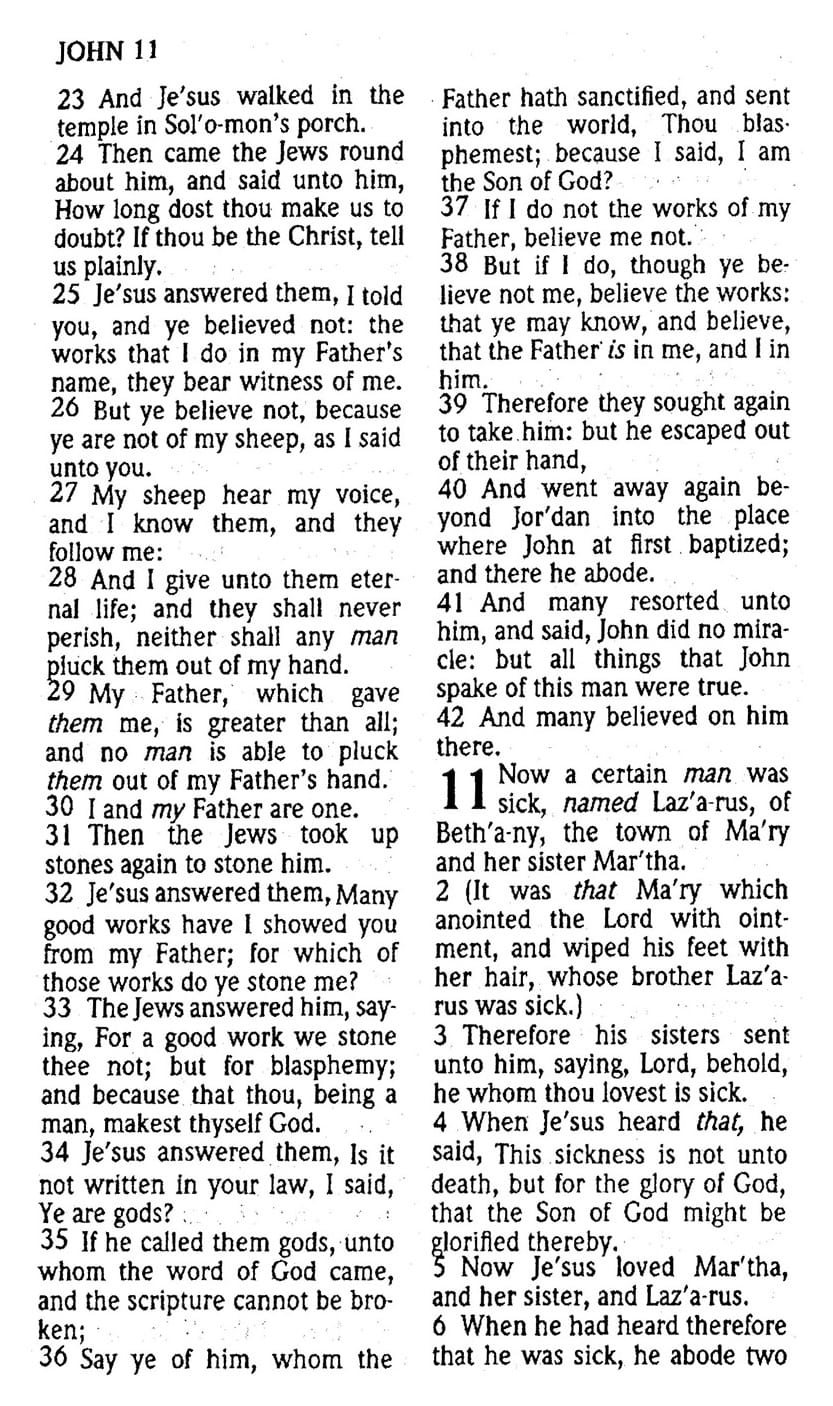 JOHN 11
23 And Je′sus walked in the
temple in Sol′o-mon's porch.
24 Then came the Jews round
about him, and said unto him,
How long dost thou make us to
doubt? If thou be the Christ, tell
us plainly.
25 Je′sus answered them, I told
you, and ye believed not: the
works that I do in my Father's
name, they bear witness of me.
26 But ye believe not, because
ye are not of my sheep, as I said
unto you.
27 My sheep hear my voice,
and I know them, and they
follow me:
28 And I give unto them eter-
nal life; and they shall never
perish, neither shall any man
pluck them out of my hand.
29 My Father, which gave
them me, is greater than all;
and no man is able to pluck
them out of my Father's hand.
30 I and my Father are one.
31 Then the Jews took up
stones again to stone him.
32 Je′sus answered them, Many
good works have I showed you
from my Father; for which of
those works do ye stone me?
33 The Jews answered him, say-
ing, For a good work we stone
thee not; but for blasphemy;
and because that thou, being a
man, makest thyself God.
34 Je′sus answered them, Is it
not written in your law, I said,
Ye are gods?
35 If he called them gods, unto
whom the word of God came,
and the scripture cannot be bro-
ken;
36 Say ye of him, whom the
Father hath sanctified, and sent
into the world, Thou blas-
phemest; because I said, I am
the Son of God?
37 If I do not the works of my
Father, believe me not.
38 But if I do, though ye be-
lieve not me, believe the works:
that ye may know, and believe,
that the Father is in me, and I in
him.
39 Therefore they sought again
to take him: but he escaped out
of their hand,
40 And went away again be-
yond Jor′dan into the place
where John at first baptized;
and there he abode.
41 And many resorted unto
him, and said, John did no mira-
cle: but all things that John
spake of this man were true.
42 And many believed on him
there.
11 Now a certain man was
sick, named Laz′a-rus, of
Beth′a-ny, the town of Ma′ry
and her sister Mar′tha.
2 (It was that Ma′ry which
anointed the Lord with oint-
ment, and wiped his feet with
her hair, whose brother Laz′a-
rus was sick.)
3 Therefore his sisters sent
unto him, saying, Lord, behold,
he whom thou lovest is sick.
4 When Je′sus heard that, he
said, This sickness is not unto
death, but for the glory of God,
that the Son of God might be
glorified thereby.
5 Now Je′sus loved Mar′tha,
and her sister, and Laz′a-rus.
6 When he had heard therefore
that he was sick, he abode two